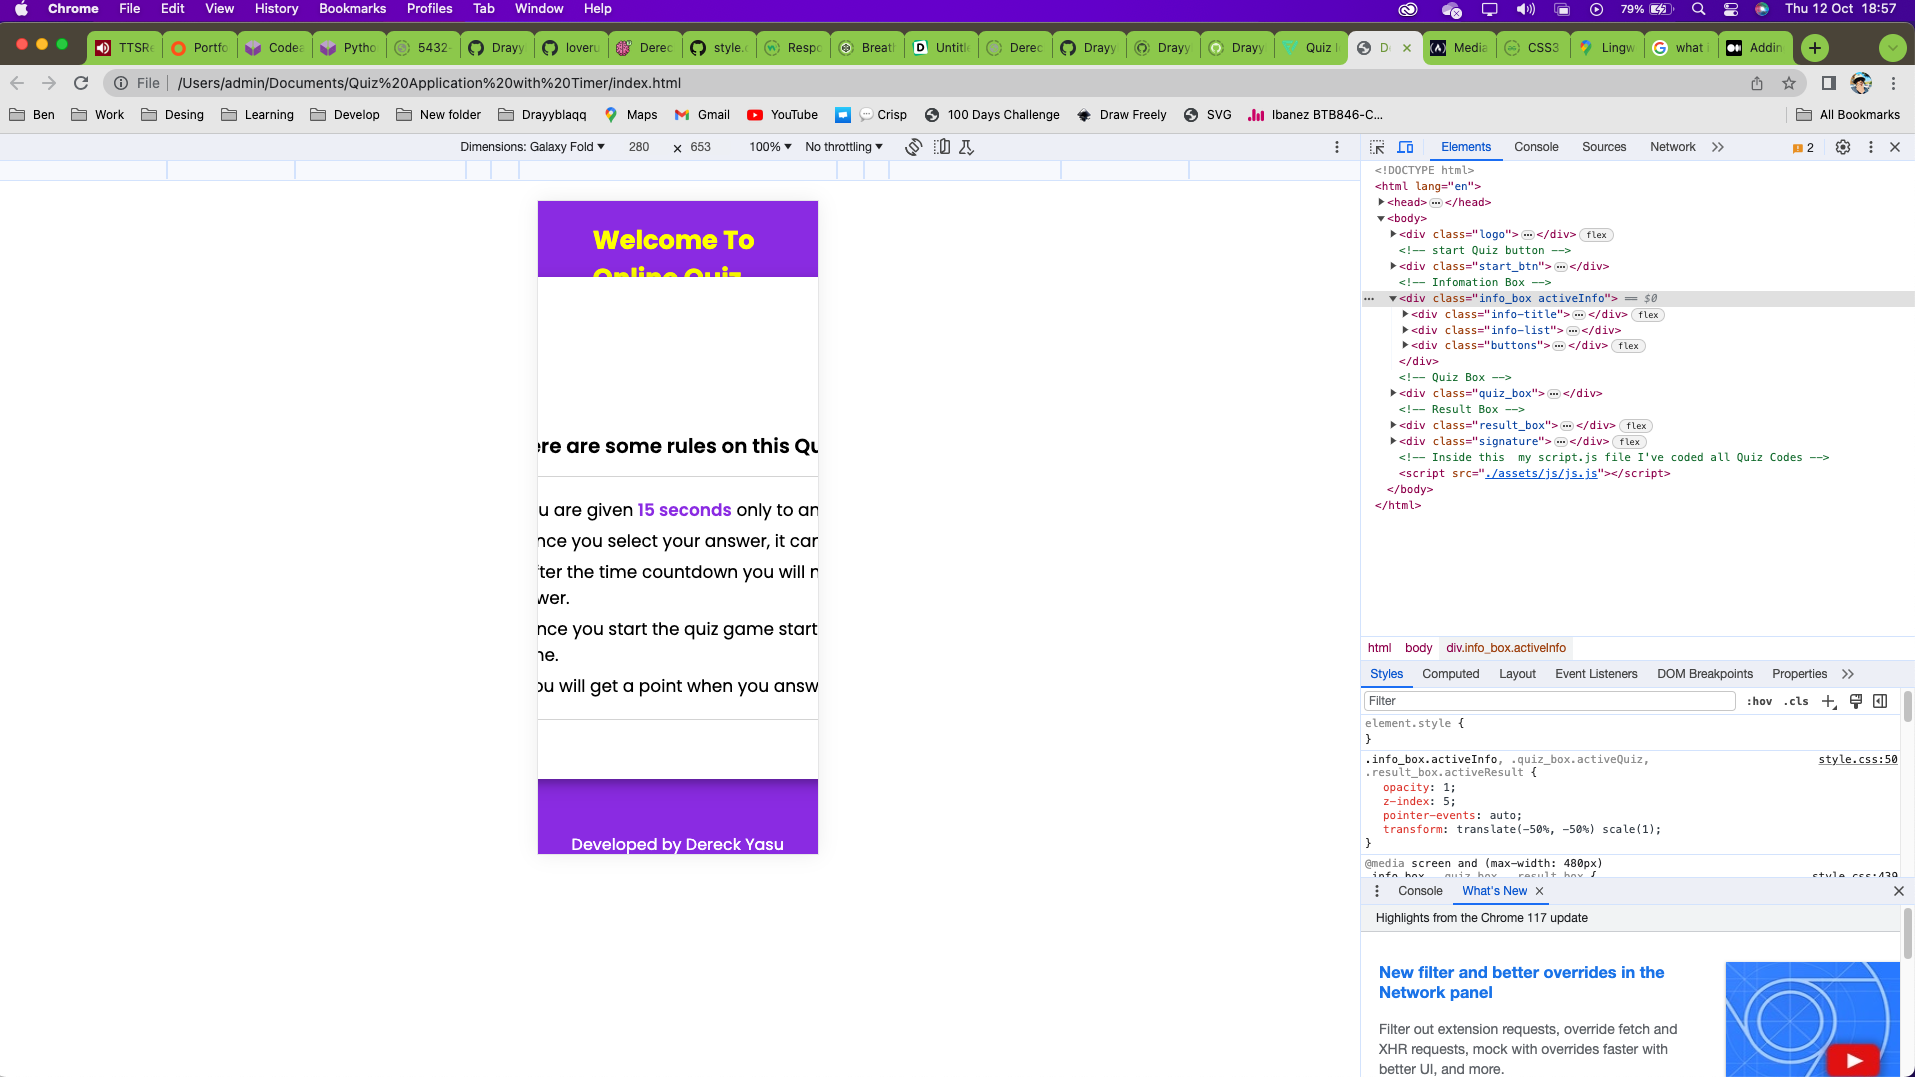 Chrome File Edit View History Bookmarks Profiles Tab Window Help 79% Thu 12 Oct 18:57
TTSRe Portfo Codea Python 5432- Drayy loveru Derec style.c Respo Breath Untitle Derec Drayy Drayy Drayy Quiz I De Media CSS3 Lingw what i Addin
File /Users/admin/Documents/Quiz%20Application%20with%20Timer/index.html
Ben Work Desing Learning Develop New folder Drayyblaqq Maps Gmail YouTube Crisp 100 Days Challenge Draw Freely SVG Ibanez BTB846-C... All Bookmarks
Dimensions: Galaxy Fold 280 × 653 100% No throttling
Welcome To
Online Quiz
ere are some rules on this Qu
u are given 15 seconds only to an
nce you select your answer, it can
fter the time countdown you will n
wer.
nce you start the quiz game start
ne.
ou will get a point when you answ
Developed by Dereck Yasu
Elements Console Sources Network 2
<!DOCTYPE html>
<html lang="en">
<head> … </head>
<body>
<div class="logo"> … </div> flex
<!-- start Quiz button -->
<div class="start_btn"> … </div>
<!-- Infomation Box -->
… <div class="info_box activeInfo"> == $0
<div class="info-title"> … </div> flex
<div class="info-list"> … </div>
<div class="buttons"> … </div> flex
</div>
<!-- Quiz Box -->
<div class="quiz_box"> … </div>
<!-- Result Box -->
<div class="result_box"> … </div> flex
<div class="signature"> … </div> flex
<!-- Inside this  my script.js file I've coded all Quiz Codes -->
<script src="./assets/js/js.js"></script>
</body>
</html>
html body div.info_box.activeInfo
Styles Computed Layout Event Listeners DOM Breakpoints Properties
Filter :hov .cls
element.style {
}
.info_box.activeInfo, .quiz_box.activeQuiz, style.css:50
.result_box.activeResult {
opacity: 1;
z-index: 5;
pointer-events: auto;
transform: translate(-50%, -50%) scale(1);
}
@media screen and (max-width: 480px)
.info_box, .quiz_box, .result_box { style.css:439
Console What's New
Highlights from the Chrome 117 update
New filter and better overrides in the
Network panel
Filter out extension requests, override fetch and
XHR requests, mock with overrides faster with
better UI, and more.